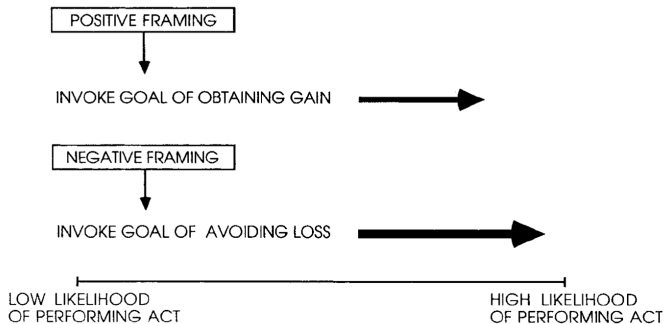 POSITIVE FRAMING
INVOKE GOAL OF OBTAINING GAIN
NEGATIVE FRAMING
INVOKE GOAL OF AVOIDING LOSS
LOW LIKELIHOOD
OF PERFORMING ACT
HIGH LIKELIHOOD
OF PERFORMING ACT